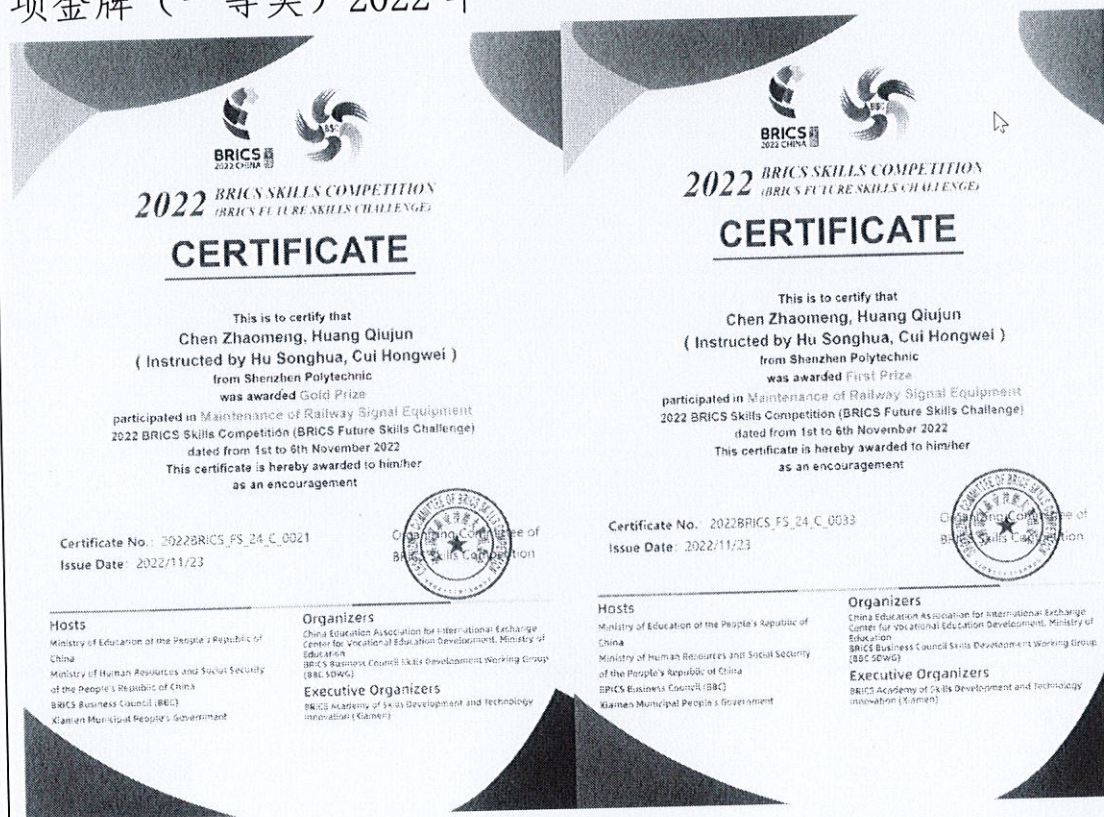 项金牌（一等奖）2022年
BRICS
2022 CHINA
BSC
2022 BRICS SKILLS COMPETITION
(BRICS FUTURE SKILLS CHALLENGE)
CERTIFICATE
This is to certify that
Chen Zhaomeng, Huang Qiujun
( Instructed by Hu Songhua, Cui Hongwei )
from Shenzhen Polytechnic
was awarded Gold Prize
participated in Maintenance of Railway Signal Equipment
2022 BRICS Skills Competition (BRICS Future Skills Challenge)
dated from 1st to 6th November 2022
This certificate is hereby awarded to him/her
as an encouragement
Certificate No.: 2022BRICS_FS_24_C_0021
Issue Date: 2022/11/23
Organizing Committee of
BRICS Skills Competition
Hosts
Ministry of Education of the People's Republic of
China
Ministry of Human Resources and Social Security
of the People's Republic of China
BRICS Business Council (BBC)
Xiamen Municipal People's Government
Organizers
China Education Association for International Exchange
Center for Vocational Education Development, Ministry of
Education
BRICS Business Council Skills Development Working Group
(BBC SDWG)
Executive Organizers
BRICS Academy of Skills Development and Technology
Innovation (Xiamen)
BRICS
2022 CHINA
BSC
2022 BRICS SKILLS COMPETITION
(BRICS FUTURE SKILLS CHALLENGE)
CERTIFICATE
This is to certify that
Chen Zhaomeng, Huang Qiujun
( Instructed by Hu Songhua, Cui Hongwei )
from Shenzhen Polytechnic
was awarded First Prize
participated in Maintenance of Railway Signal Equipment
2022 BRICS Skills Competition (BRICS Future Skills Challenge)
dated from 1st to 6th November 2022
This certificate is hereby awarded to him/her
as an encouragement
Certificate No.: 2022BRICS_FS_24_C_0033
Issue Date: 2022/11/23
Organizing Committee of
BRICS Skills Competition
Hosts
Ministry of Education of the People's Republic of
China
Ministry of Human Resources and Social Security
of the People's Republic of China
BRICS Business Council (BBC)
Xiamen Municipal People's Government
Organizers
China Education Association for International Exchange
Center for Vocational Education Development, Ministry of
Education
BRICS Business Council Skills Development Working Group
(BBC SDWG)
Executive Organizers
BRICS Academy of Skills Development and Technology
Innovation (Xiamen)